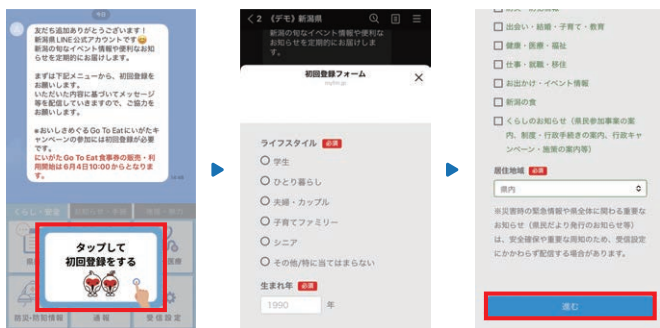 今日
友だち追加ありがとうございます!
新潟県LINE公式アカウントです
新潟の旬なイベント情報や便利なお知
らせを定期的にお届けします。
まずは下記メニューから、初回登録を
お願いします。
いただいた内容に基づいてメッセージ
等を配信していきますので、ご協力を
お願いします。
※おいしさめぐるGo To Eatにいがたキ
ャンペーンの参加には初回登録が必要
です。
にいがた Go To Eat 食事券の販売・利
用開始は6月4日10:00からとなりま
す。
くらし・安全
タップして
初回登録をする
防災・防犯情報
通報
受信設定
2 《デモ》新潟県
新潟の旬なイベント情報や便利な
お知らせを定期的にお届けしま
す。
初回登録フォーム
ライフスタイル 必須
学生
ひとり暮らし
夫婦・カップル
子育てファミリー
シニア
その他/特に当てはまらない
生まれ年 必須
1990 年
出会い・結婚・子育て・教育
健康・医療・福祉
仕事・就職・移住
お出かけ・イベント情報
新潟の食
くらしのお知らせ(県民参加事業の案
内、制度・行政手続きの案内、行政キャ
ンペーン・施策の案内等)
居住地域 必須
県内
※災害時の緊急情報や県全体に関わる重要な
お知らせ(県民だより発行のお知らせ等)
は、安全確保や重要な周知のため、受信設定
にかかわらず配信する場合があります。
進む